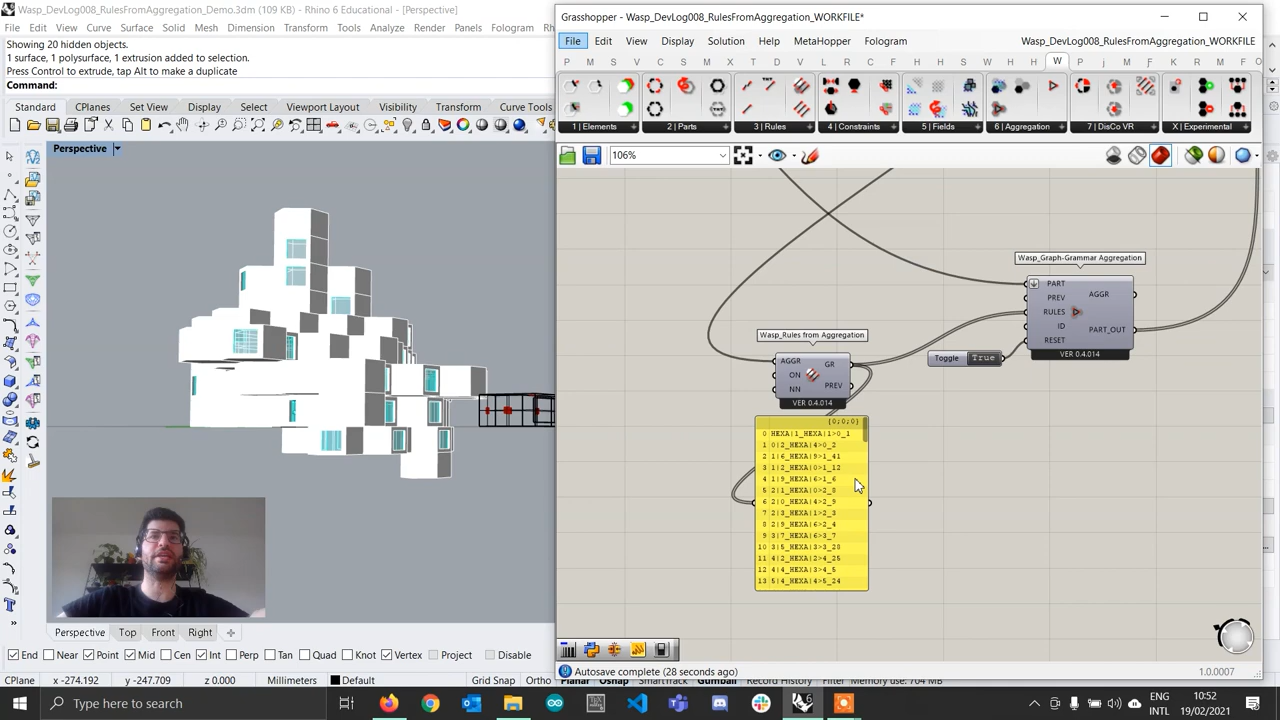 Wasp_DevLog008_RulesFromAggregation_Demo.3dm (109 KB) - Rhino 6 Educational - [Perspective]
File Edit View Curve Surface Solid Mesh Dimension Transform Tools Analyze Render Panels Fologram
Showing 20 hidden objects.
1 surface, 1 polysurface, 1 extrusion added to selection.
Press Control to extrude, tap Alt to make a duplicate
Command:
Standard CPlanes Set View Display Select Viewport Layout Visibility Transform Curve Tools
Perspective
Perspective Top Front Right
End Near Point Mid Cen Int Perp Tan Quad Knot Vertex Project Disable
CPlane x -274.192 y -247.709 z 0.000 Millimeters Default Grid Snap Ortho Planar Osnap Gumball Record History Filter Memory use: 704 MB
Grasshopper - Wasp_DevLog008_RulesFromAggregation_WORKFILE*
File Edit View Display Solution Help MetaHopper Fologram Wasp_DevLog008_RulesFromAggregation_WORKFILE
P M S V C S M I T D V L R K F C H P N D W L H H W P J M F O
1 | Elements 2 | Parts 3 | Rules 4 | Constraints 5 | Fields 6 | Aggregation 7 | DisCo VR X | Experimental
106%
Wasp_Graph-Grammar Aggregation
PART
PREV
RULES
ID
RESET
AGGR
PART_OUT
VER 0.4.014
Toggle True
Wasp_Rules from Aggregation
AGGR
ON
NN
GR
PREV
VER 0.4.014
{0;0;0}
0 HEXA|1_HEXA|1>0_1
1 0|2_HEXA|4>0_2
2 1|6_HEXA|9>1_41
3 1|2_HEXA|0>1_12
4 1|9_HEXA|6>1_6
5 2|1_HEXA|0>2_8
6 2|0_HEXA|4>2_9
7 2|3_HEXA|1>2_3
8 2|9_HEXA|6>2_4
9 3|7_HEXA|6>3_7
10 3|5_HEXA|3>3_28
11 4|2_HEXA|2>4_25
12 4|4_HEXA|3>4_5
13 5|4_HEXA|4>5_24
Autosave complete (28 seconds ago)
1.0.0007
Type here to search
ENG
INTL
10:52
19/02/2021